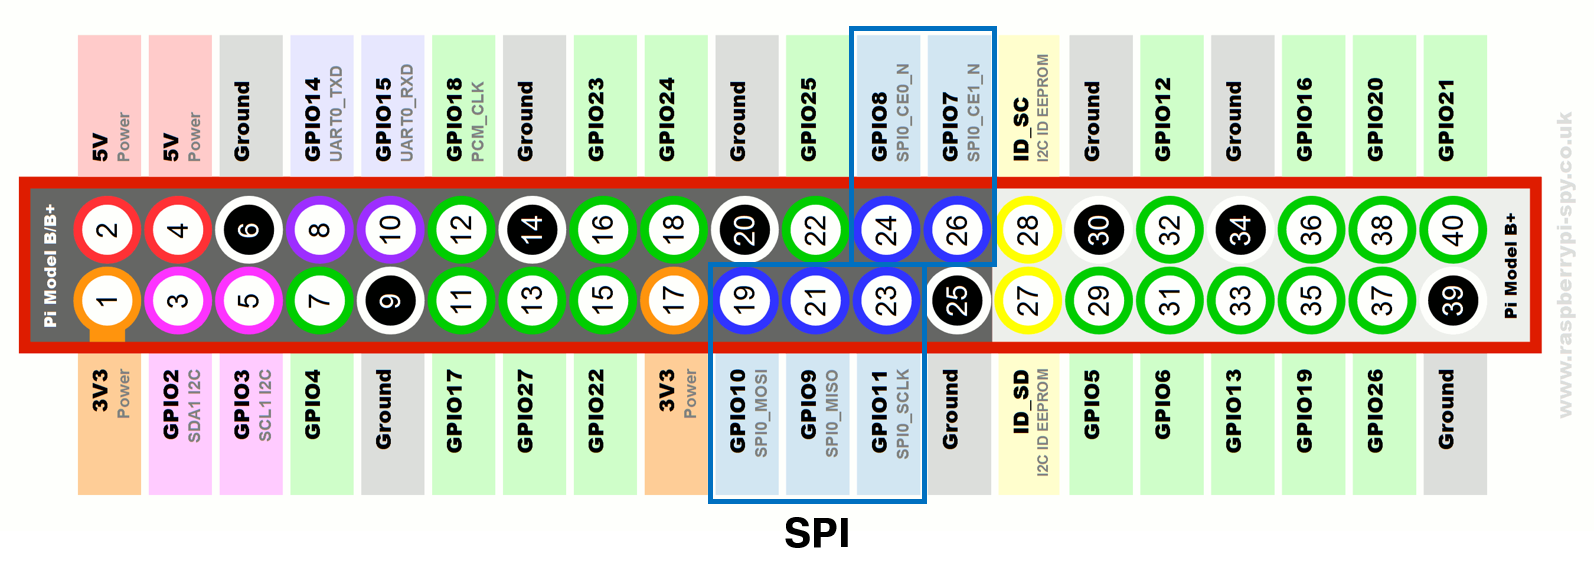 5V
Power
5V
Power
Ground
GPIO14
UART0_TXD
GPIO15
UART0_RXD
GPIO18
PCM_CLK
Ground
GPIO23
GPIO24
Ground
GPIO25
GPIO8
SPI0_CE0_N
GPIO7
SPI0_CE1_N
ID_SC
I2C ID EEPROM
Ground
GPIO12
Ground
GPIO16
GPIO20
GPIO21
Pi Model B/B+
2 4 6 8 10 12 14 16 18 20 22 24 26 28 30 32 34 36 38 40
1 3 5 7 9 11 13 15 17 19 21 23 25 27 29 31 33 35 37 39
Pi Model B+
3V3
Power
GPIO2
SDA1 I2C
GPIO3
SCL1 I2C
GPIO4
Ground
GPIO17
GPIO27
GPIO22
3V3
Power
GPIO10
SPI0_MOSI
GPIO9
SPI0_MISO
GPIO11
SPI0_SCLK
Ground
ID_SD
I2C ID EEPROM
GPIO5
GPIO6
GPIO13
GPIO19
GPIO26
Ground
SPI
www.raspberrypi-spy.co.uk